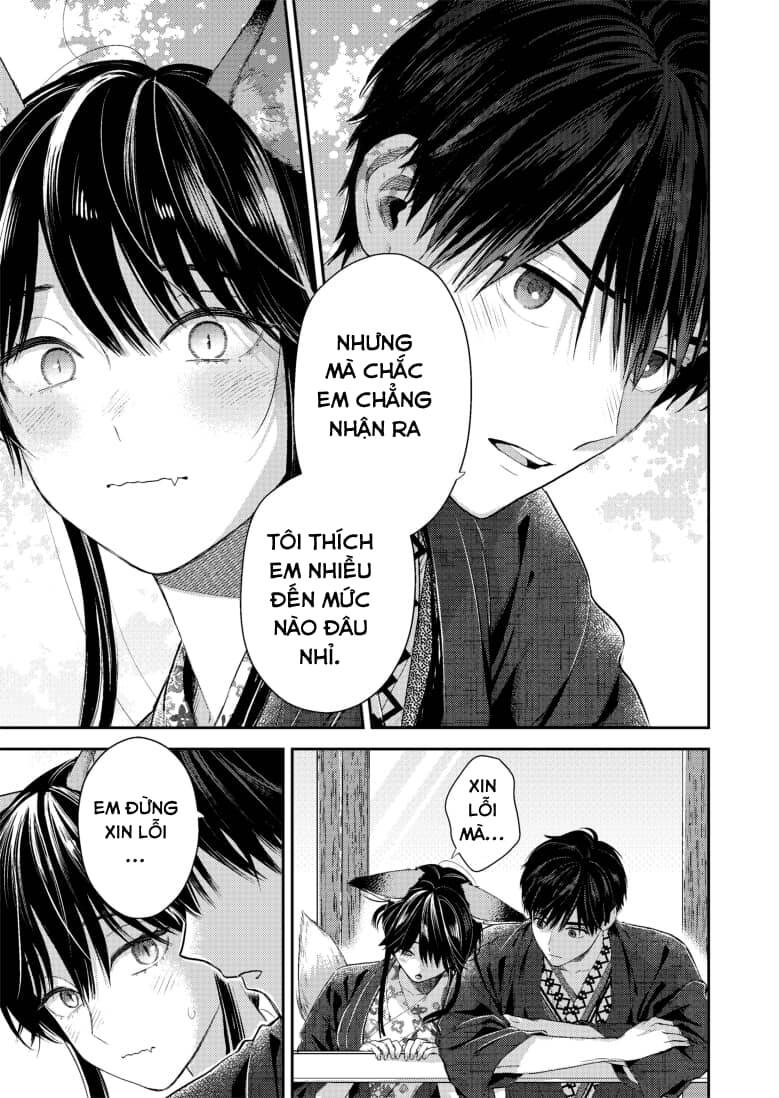 NHƯNG
MÀ CHẮC
EM CHẲNG
NHẬN RA
TÔI THÍCH
EM NHIỀU
ĐẾN MỨC
NÀO ĐÂU
NHỈ.
XIN
LỖI
MÀ...
EM ĐỪNG
XIN LỖI
...